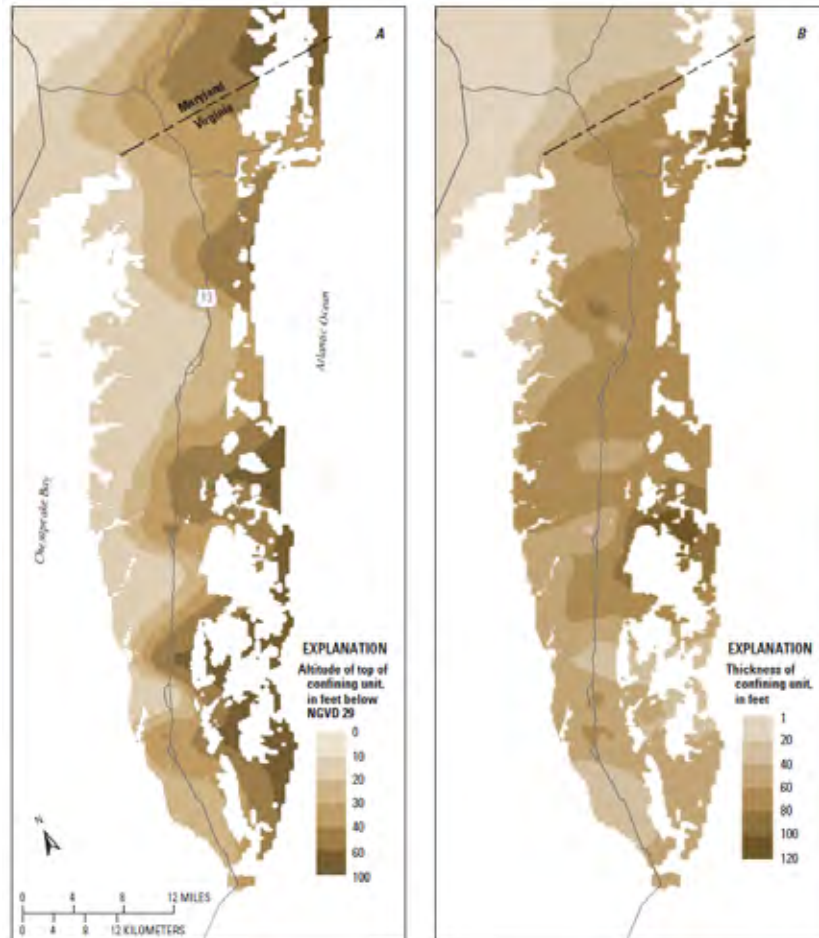 A
Maryland
Virginia
13
Atlantic Ocean
Chesapeake Bay
EXPLANATION
Altitude of top of
confining unit,
in feet below
NGVD 29
0
10
20
30
40
60
100
N
0 4 8 12 MILES
0 4 8 12 KILOMETERS
B
EXPLANATION
Thickness of
confining unit,
in feet
1
20
40
60
80
100
120